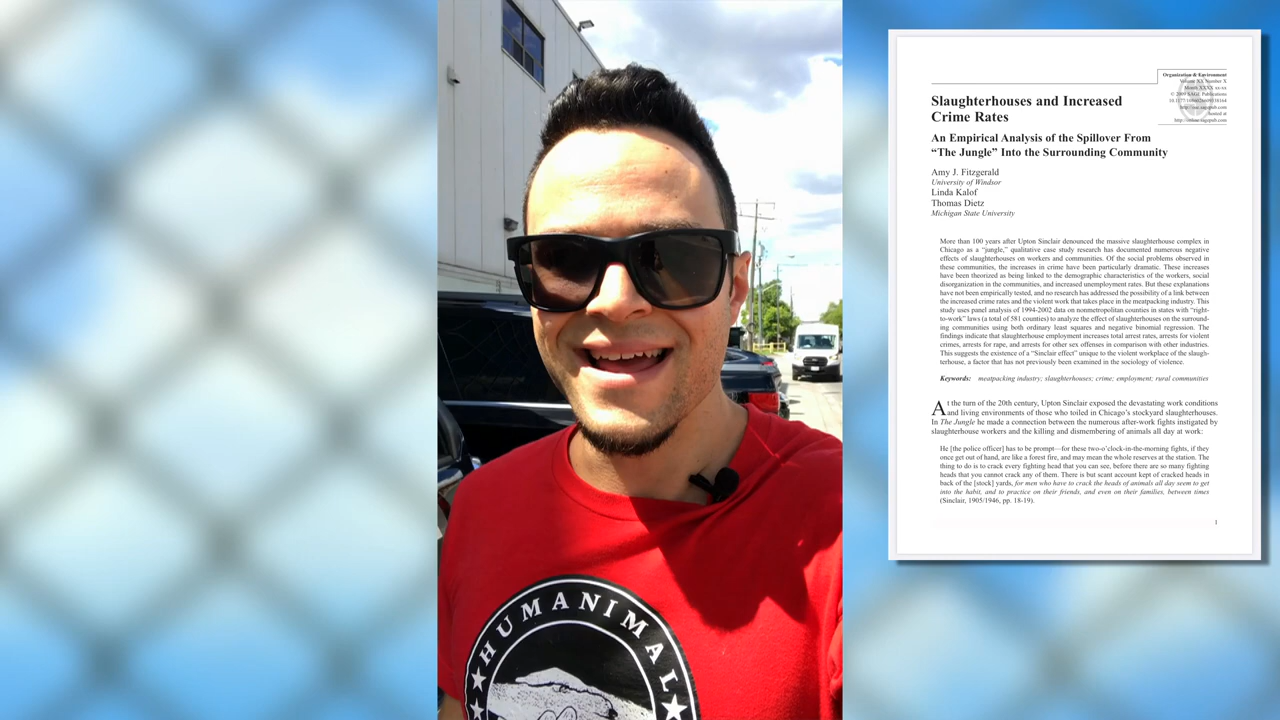 HUMANIMAL
Organization & Environment
Volume XX Number X
Month XXXX xx-xx
© 2009 SAGE Publications
hosted at
Slaughterhouses and Increased
Crime Rates
An Empirical Analysis of the Spillover From
“The Jungle” Into the Surrounding Community
Amy J. Fitzgerald
University of Windsor
Linda Kalof
Thomas Dietz
Michigan State University
More than 100 years after Upton Sinclair denounced the massive slaughterhouse complex in
Chicago as a “jungle,” qualitative case study research has documented numerous negative
effects of slaughterhouses on workers and communities. Of the social problems observed in
these communities, the increases in crime have been particularly dramatic. These increases
have been theorized as being linked to the demographic characteristics of the workers, social
disorganization in the communities, and increased unemployment rates. But these explanations
have not been empirically tested, and no research has addressed the possibility of a link between
the increased crime rates and the violent work that takes place in the meatpacking industry. This
study uses panel analysis of 1994-2002 data on nonmetropolitan counties in states with “right-
to-work” laws (a total of 581 counties) to analyze the effect of slaughterhouses on the surround-
ing communities using both ordinary least squares and negative binomial regression. The
findings indicate that slaughterhouse employment increases total arrest rates, arrests for violent
crimes, arrests for rape, and arrests for other sex offenses in comparison with other industries.
This suggests the existence of a “Sinclair effect” unique to the violent workplace of the slaugh-
terhouse, a factor that has not previously been examined in the sociology of violence.
Keywords: meatpacking industry; slaughterhouses; crime; employment; rural communities
At the turn of the 20th century, Upton Sinclair exposed the devastating work conditions
and living environments of those who toiled in Chicago’s stockyard slaughterhouses.
In The Jungle he made a connection between the numerous after-work fights instigated by
slaughterhouse workers and the killing and dismembering of animals all day at work:
He [the police officer] has to be prompt—for these two-o’clock-in-the-morning fights, if they
once get out of hand, are like a forest fire, and may mean the whole reserves at the station. The
thing to do is to crack every fighting head that you can see, before there are so many fighting
heads that you cannot crack any of them. There is but scant account kept of cracked heads in
back of the [stock] yards, for men who have to crack the heads of animals all day seem to get
into the habit, and to practice on their friends, and even on their families, between times
(Sinclair, 1905/1946, pp. 18-19).
1